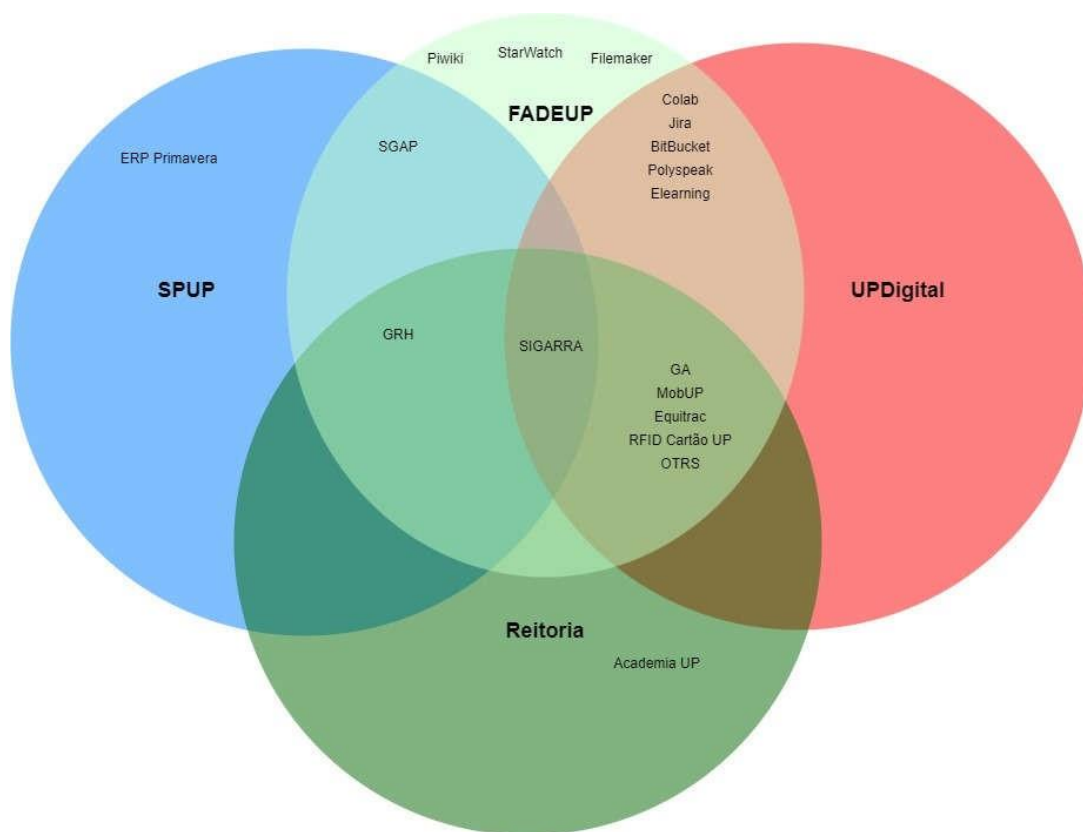 Piwiki
StarWatch
Filemaker
FADEUP
Colab
Jira
BitBucket
Polyspeak
Elearning
SGAP
ERP Primavera
SPUP
UPDigital
GRH
SIGARRA
GA
MobUP
Equitrac
RFID Cartão UP
OTRS
Reitoria
Academia UP